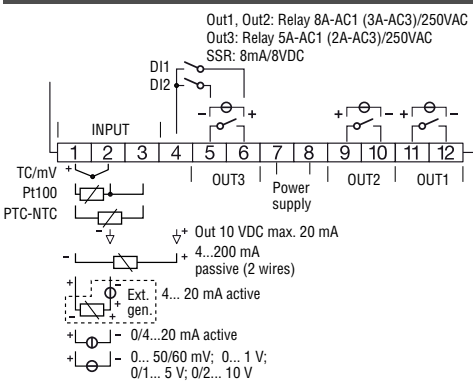 Out1, Out2: Relay 8A-AC1 (3A-AC3)/250VAC
Out3: Relay 5A-AC1 (2A-AC3)/250VAC
SSR: 8mA/8VDC
DI1
DI2
- + - + + -
INPUT
1 2 3 4 5 6 7 8 9 10 11 12
TC/mV +
OUT3 Power supply OUT2 OUT1
Pt100
PTC-NTC
- + Out 10 VDC max. 20 mA
- + 4...200 mA
passive (2 wires)
+ - Ext. gen. - + 4... 20 mA active
+ - 0/4...20 mA active
+ - 0... 50/60 mV; 0... 1 V;
0/1... 5 V; 0/2... 10 V